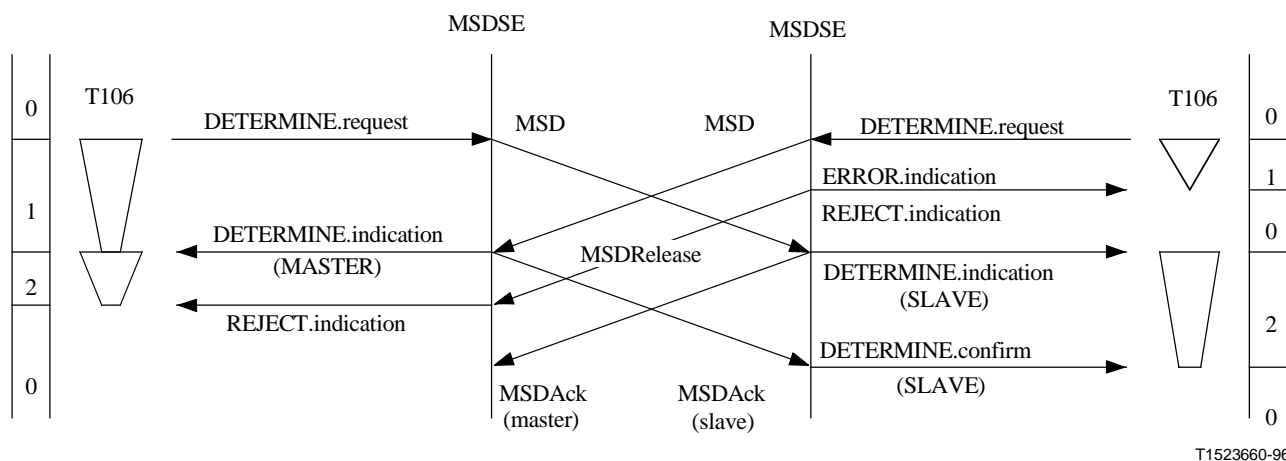 MSDSE MSDSE
T106 T106
0 0
DETERMINE.request MSD MSD DETERMINE.request
ERROR.indication 1
1 REJECT.indication
DETERMINE.indication 0
(MASTER) MSDRelease DETERMINE.indication
2 (SLAVE)
REJECT.indication 2
DETERMINE.confirm
0 MSDAck MSDAck (SLAVE)
(master) (slave) 0
T1523660-96